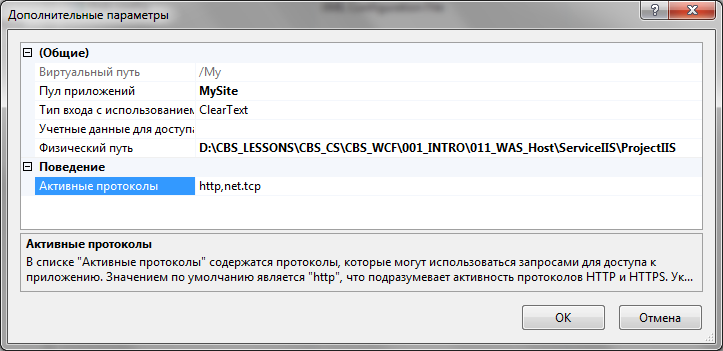 Дополнительные параметры
(Общие)
Виртуальный путь /My
Пул приложений MySite
Тип входа с использованием ClearText
Учетные данные для доступа
Физический путь D:\CBS_LESSONS\CBS_CS\CBS_WCF\001_INTRO\011_WAS_Host\ServiceIIS\ProjectIIS
Поведение
Активные протоколы http,net.tcp
Активные протоколы
В списке "Активные протоколы" содержатся протоколы, которые могут использоваться запросами для доступа к
приложению. Значением по умолчанию является "http", что подразумевает активность протоколов HTTP и HTTPS. Ук...
OK Отмена